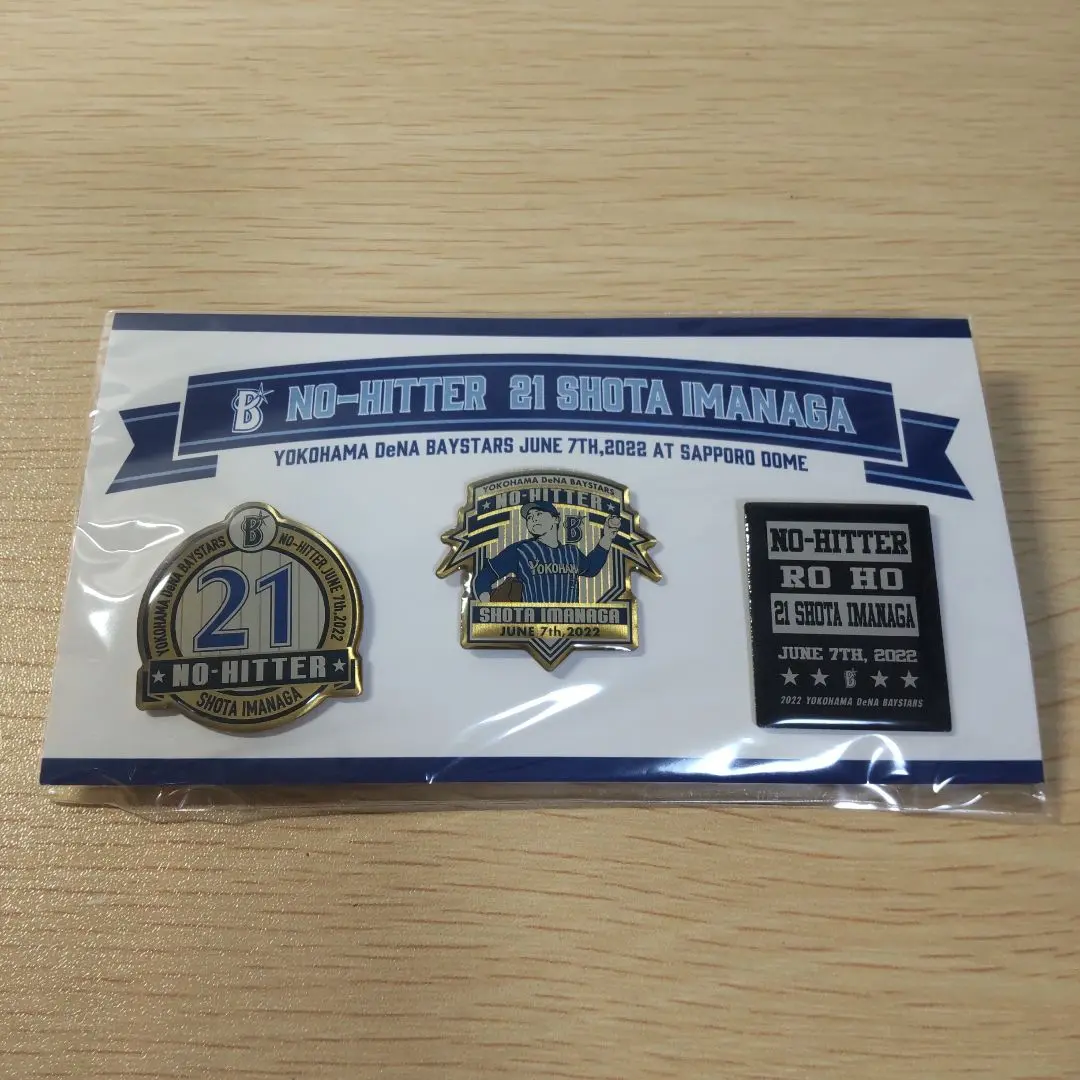 B NO-HITTER 21 SHOTA IMANAGA
YOKOHAMA DeNA BAYSTARS JUNE 7TH,2022 AT SAPPORO DOME
B
YOKOHAMA DeNA BAYSTARS NO-HITTER JUNE 7th,2022
21
NO-HITTER
SHOTA IMANAGA
YOKOHAMA DeNA BAYSTARS
NO-HITTER
B
YOKOHAM
SHOTA IMANAGA
JUNE 7th,2022
NO-HITTER
RO HO
21 SHOTA IMANAGA
JUNE 7TH, 2022
B
2022 YOKOHAMA DeNA BAYSTARS